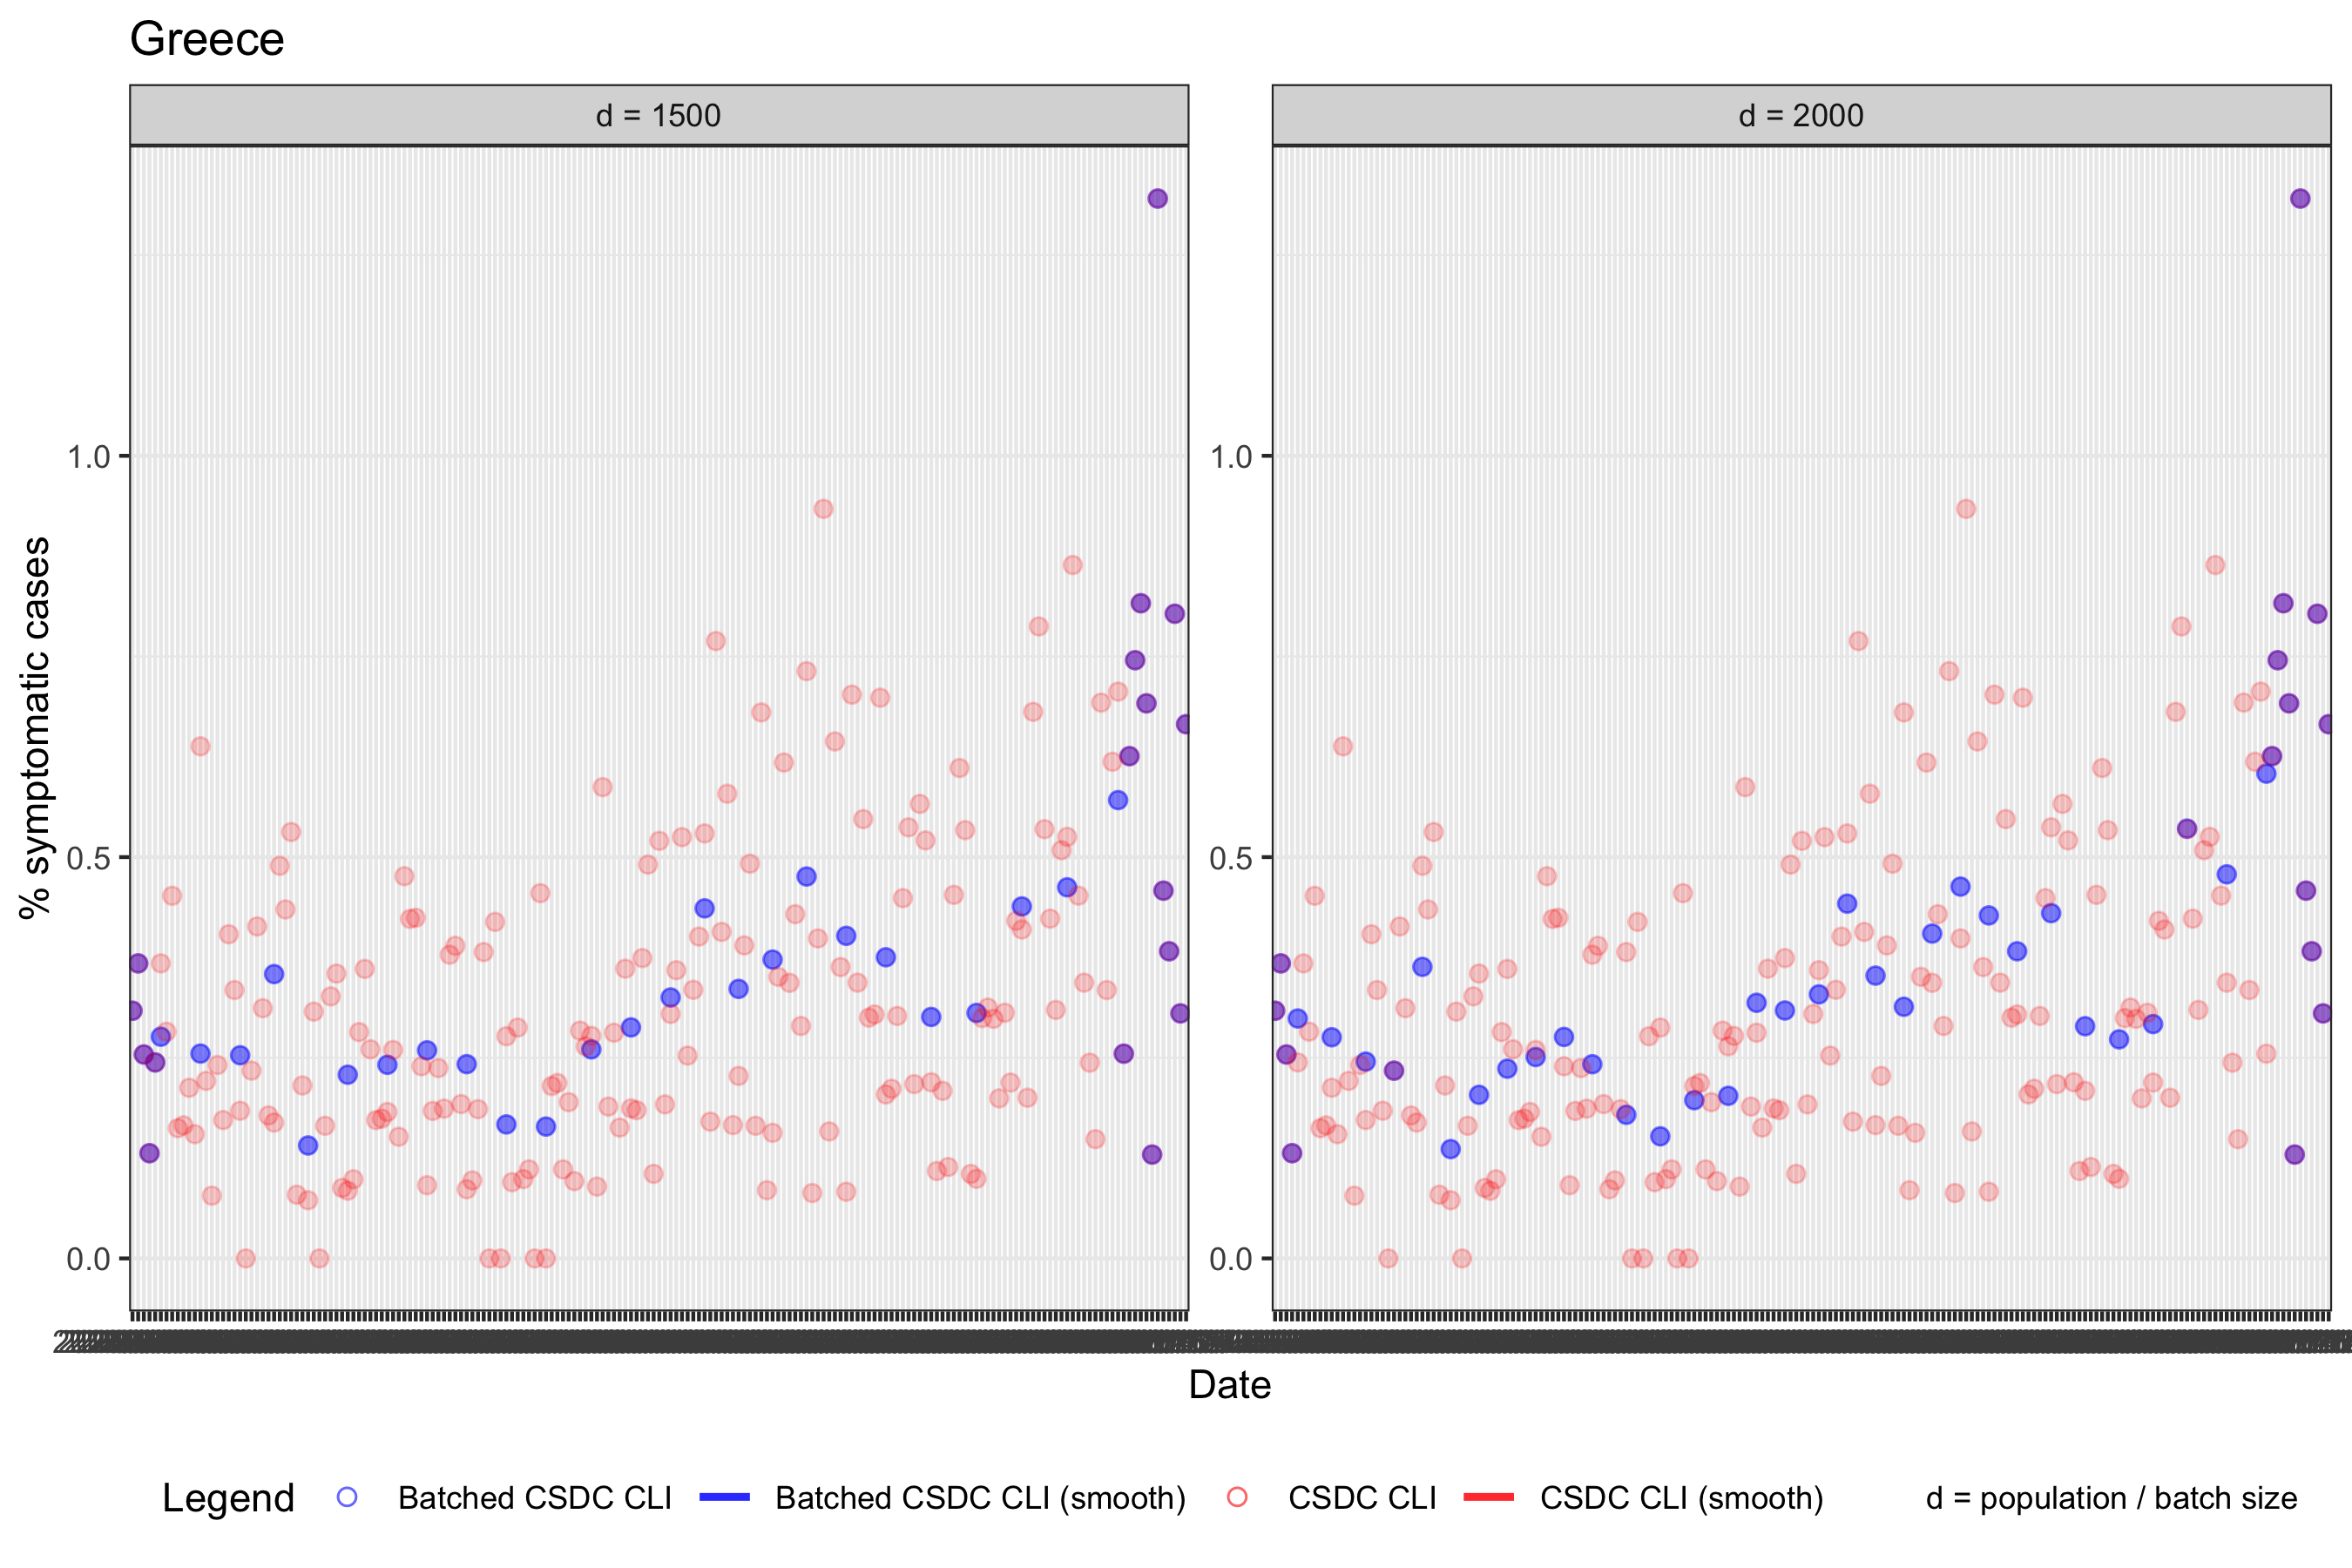 Greece
d = 1500
d = 2000
% symptomatic cases
1.0
0.5
0.0
1.0
0.5
0.0
Date
Legend Batched CSDC CLI Batched CSDC CLI (smooth) CSDC CLI CSDC CLI (smooth) d = population / batch size